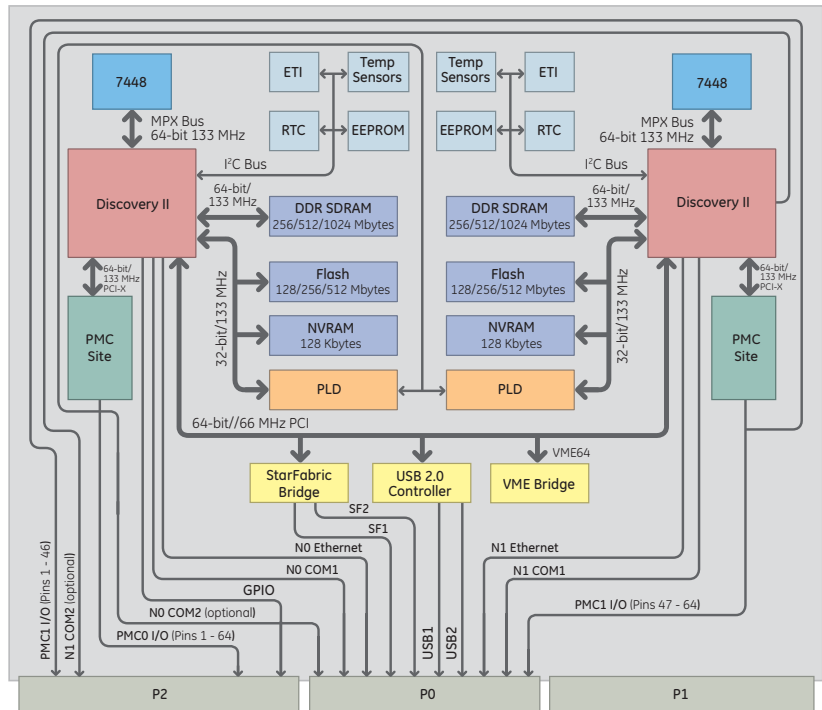 7448
ETI
Temp
Sensors
Temp
Sensors
ETI
7448
MPX Bus
64-bit 133 MHz
RTC
EEPROM
EEPROM
RTC
MPX Bus
64-bit 133 MHz
I²C Bus
I²C Bus
Discovery II
64-bit/
133 MHz
DDR SDRAM
256/512/1024 Mbytes
DDR SDRAM
256/512/1024 Mbytes
64-bit/
133 MHz
Discovery II
64-bit/
133 MHz
PCI-X
32-bit/133 MHz
Flash
128/256/512 Mbytes
Flash
128/256/512 Mbytes
32-bit/133 MHz
64-bit/
133 MHz
PCI-X
PMC
Site
NVRAM
128 Kbytes
NVRAM
128 Kbytes
PMC
Site
PLD
PLD
64-bit//66 MHz PCI
VME64
StarFabric
Bridge
USB 2.0
Controller
VME Bridge
SF2
SF1
N0 Ethernet
N1 Ethernet
N0 COM1
N1 COM1
GPIO
N0 COM2 (optional)
PMC1 I/O (Pins 47 - 64)
PMC0 I/O (Pins 1 - 64)
PMC1 I/O (Pins 1 - 46)
N1 COM2 (optional)
USB1
USB2
P2
P0
P1